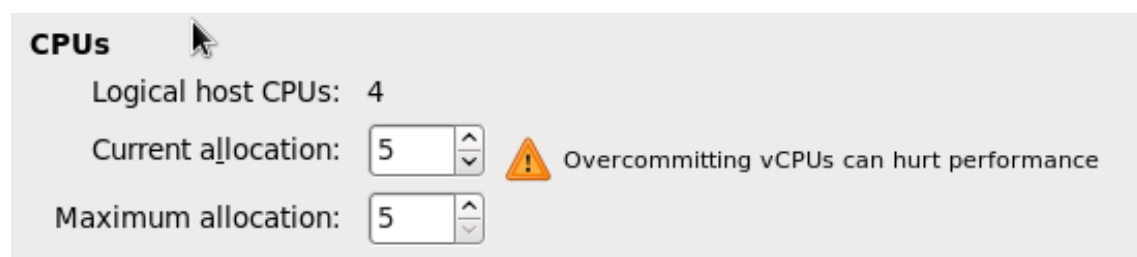 CPUs
Logical host CPUs: 4
Current allocation: 5 Overcommitting vCPUs can hurt performance
Maximum allocation: 5